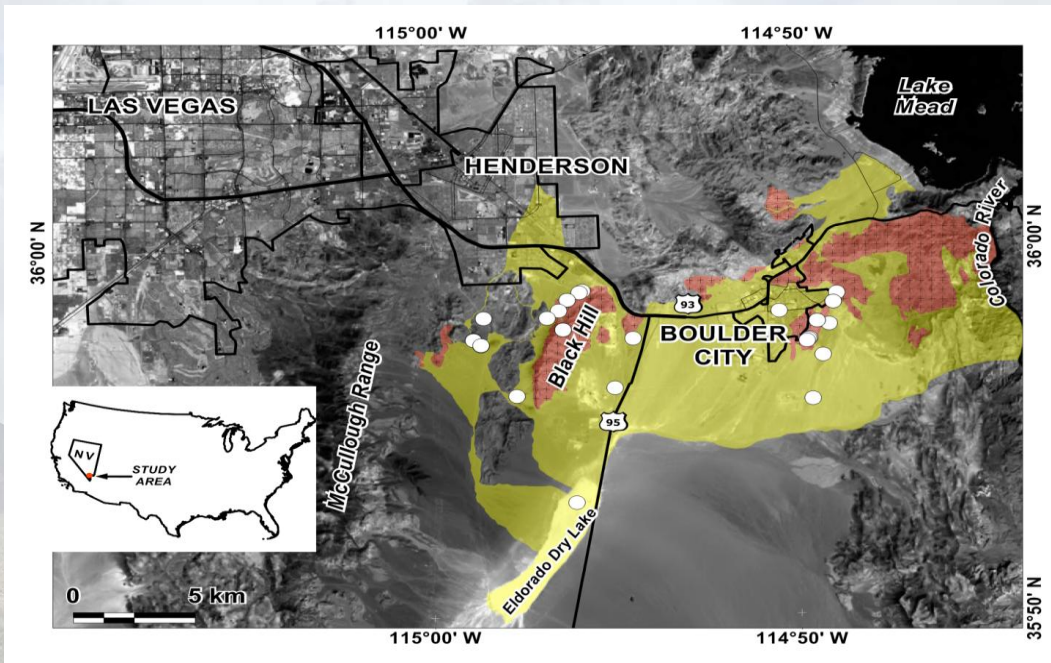 115°00' W
114°50' W
LAS VEGAS
Lake
Mead
HENDERSON
36°00' N
36°00' N
Colorado River
93
Black Hill
BOULDER
CITY
McCullough Range
95
NV
STUDY
AREA
Eldorado Dry Lake
0
5 km
35°50' N
115°00' W
114°50' W